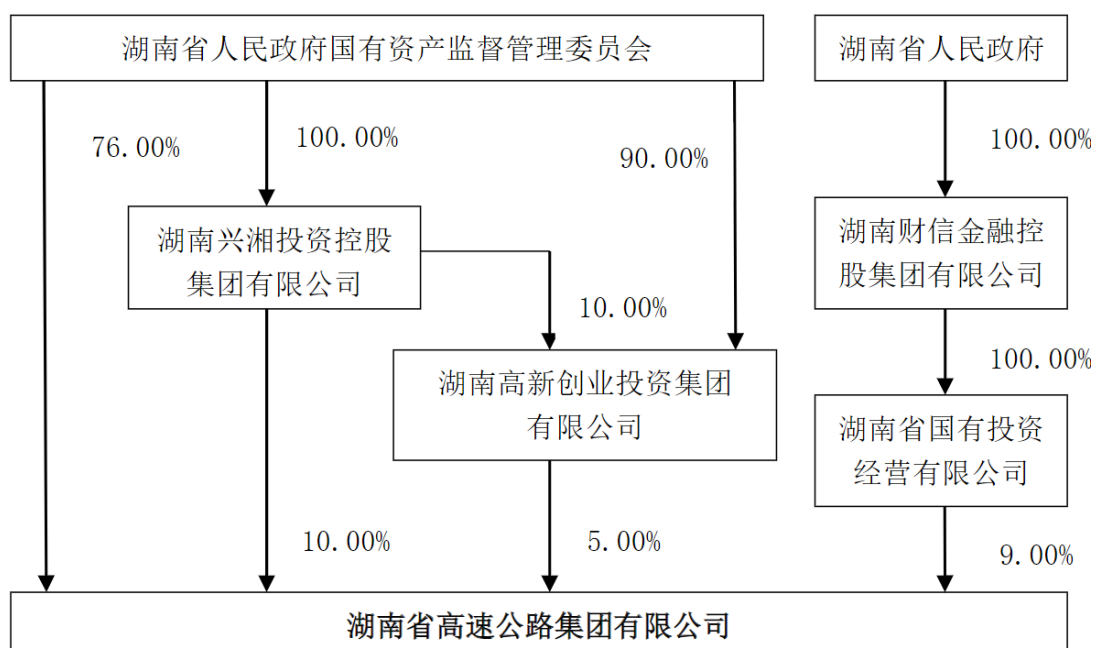 湖南省人民政府国有资产监督管理委员会
湖南省人民政府
76.00%
100.00%
90.00%
100.00%
湖南兴湘投资控股
集团有限公司
湖南财信金融控
股集团有限公司
10.00%
100.00%
湖南高新创业投资集团
有限公司
湖南省国有投资
经营有限公司
10.00%
5.00%
9.00%
湖南省高速公路集团有限公司